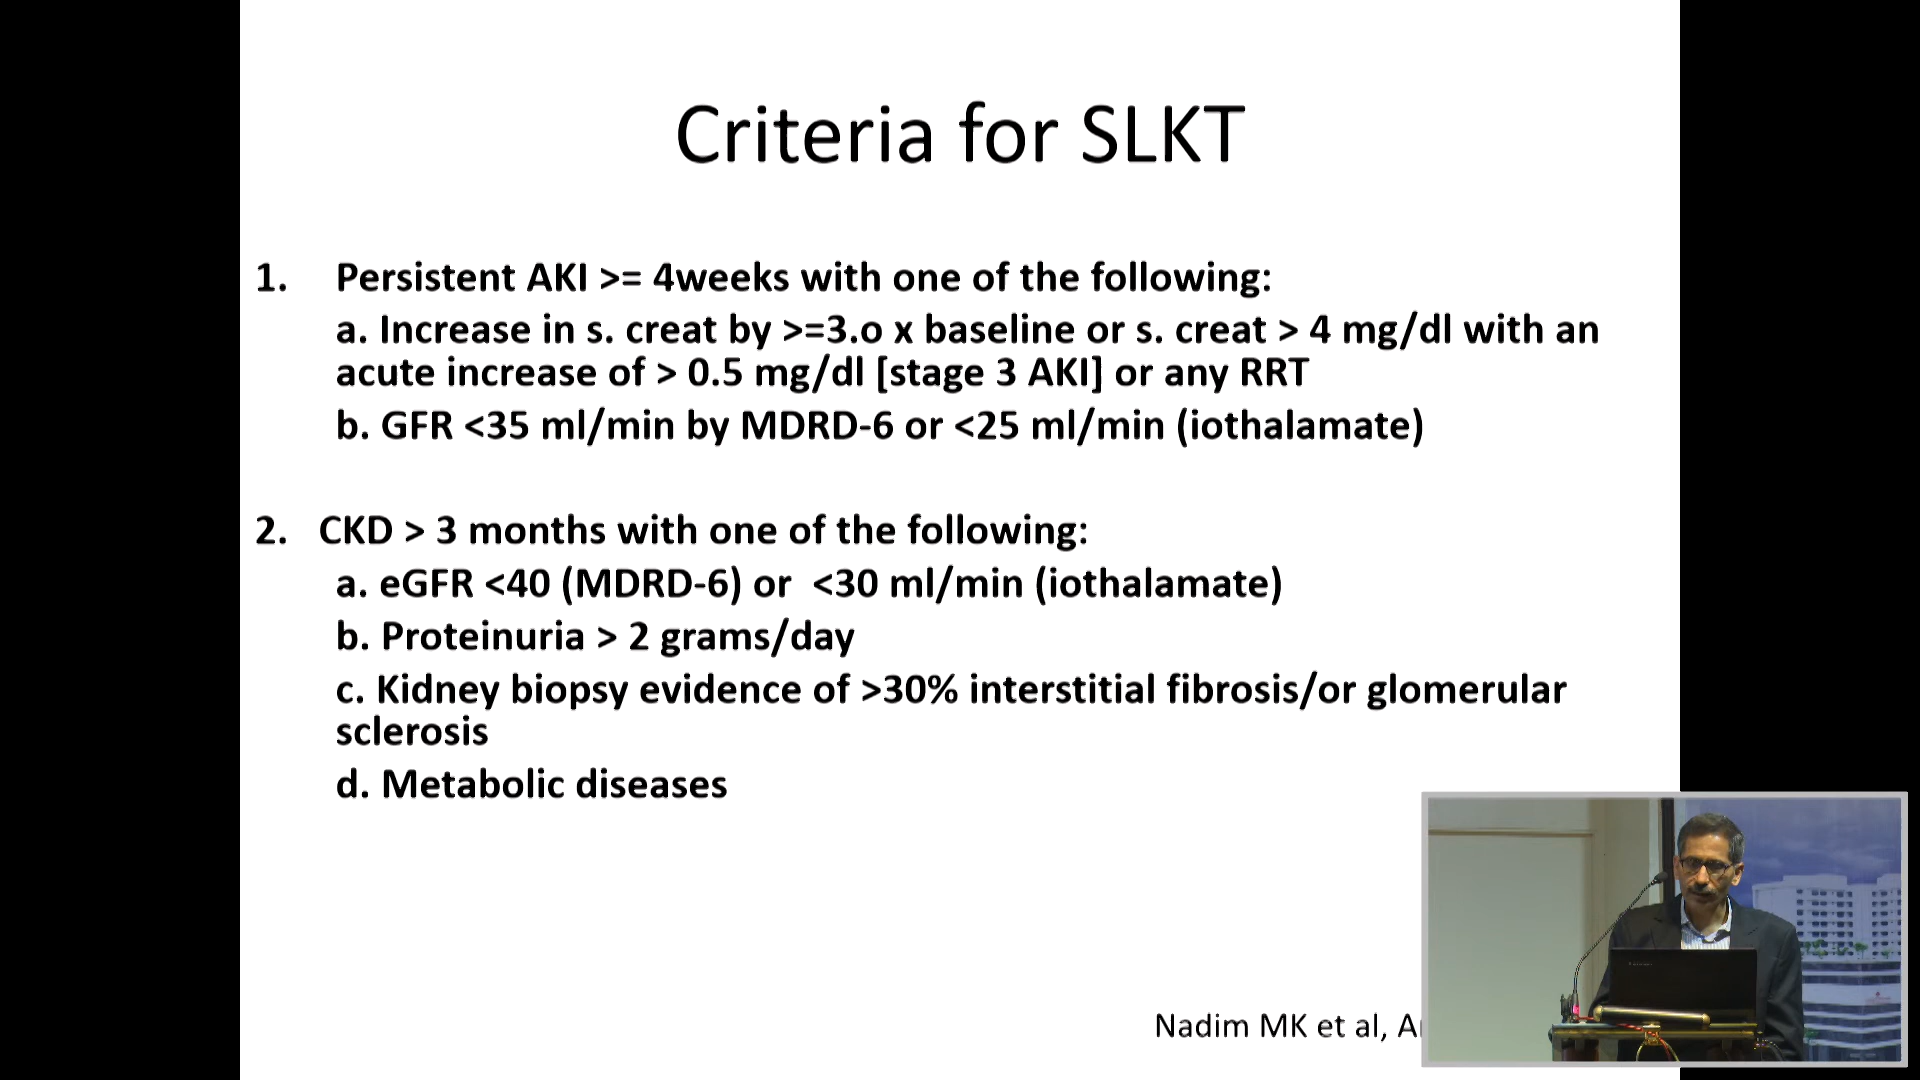 Criteria for SLKT
1. Persistent AKI >= 4weeks with one of the following:
a. Increase in s. creat by >=3.o x baseline or s. creat > 4 mg/dl with an
acute increase of > 0.5 mg/dl [stage 3 AKI] or any RRT
b. GFR <35 ml/min by MDRD-6 or <25 ml/min (iothalamate)
2. CKD > 3 months with one of the following:
a. eGFR <40 (MDRD-6) or <30 ml/min (iothalamate)
b. Proteinuria > 2 grams/day
c. Kidney biopsy evidence of >30% interstitial fibrosis/or glomerular
sclerosis
d. Metabolic diseases
Nadim MK et al,